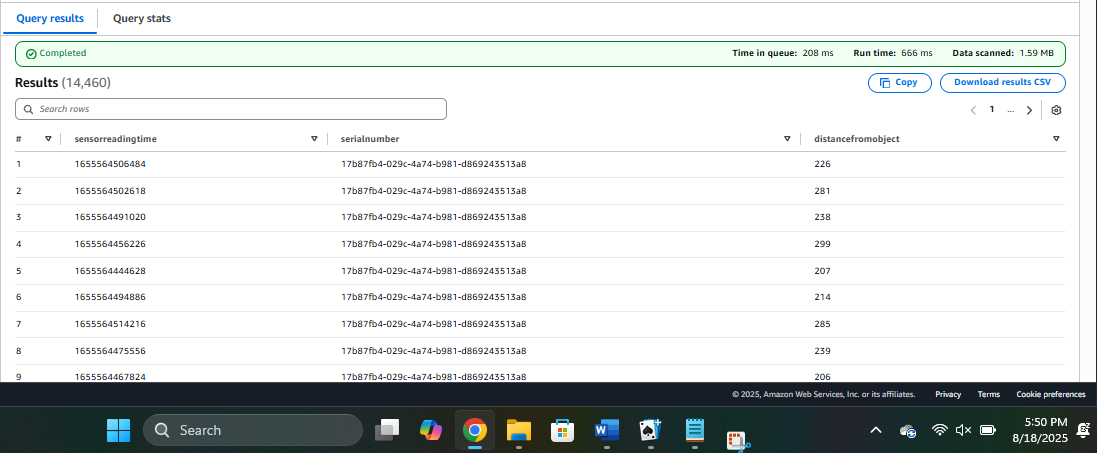 Query results Query stats
Completed Time in queue: 208 ms Run time: 666 ms Data scanned: 1.59 MB
Results (14,460) Copy Download results CSV
Search rows 1 ...
# sensorreadingtime serialnumber distancefromobject
1 1655564506484 17b87fb4-029c-4a74-b981-d869243513a8 226
2 1655564502618 17b87fb4-029c-4a74-b981-d869243513a8 281
3 1655564491020 17b87fb4-029c-4a74-b981-d869243513a8 238
4 1655564456226 17b87fb4-029c-4a74-b981-d869243513a8 299
5 1655564444628 17b87fb4-029c-4a74-b981-d869243513a8 207
6 1655564494886 17b87fb4-029c-4a74-b981-d869243513a8 214
7 1655564514216 17b87fb4-029c-4a74-b981-d869243513a8 285
8 1655564475556 17b87fb4-029c-4a74-b981-d869243513a8 239
9 1655564467824 17b87fb4-029c-4a74-b981-d869243513a8 206
© 2025, Amazon Web Services, Inc. or its affiliates. Privacy Terms Cookie preferences
Search 5:50 PM
8/18/2025